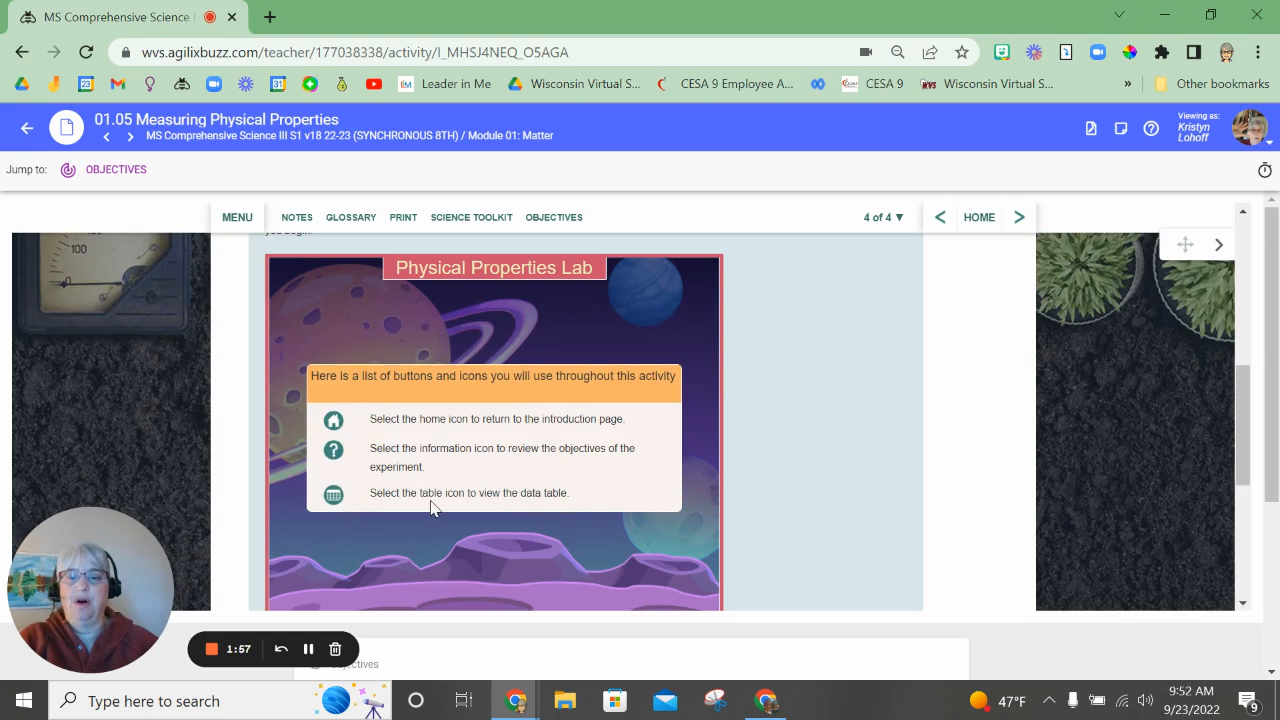 MS Comprehensive Science
wvs.agilixbuzz.com/teacher/177038338/activity/I_MHSJ4NEQ_O5AGA
23
31
LM Leader in Me
Wisconsin Virtual S...
CESA 9 Employee A...
CESA 9
WVS Wisconsin Virtual S...
»
Other bookmarks
01.05 Measuring Physical Properties
MS Comprehensive Science III S1 v18 22-23 (SYNCHRONOUS 8TH) / Module 01: Matter
Viewing as:
Kristyn
Lohoff
Jump to:
OBJECTIVES
MENU
NOTES
GLOSSARY
PRINT
SCIENCE TOOLKIT
OBJECTIVES
4 of 4 ▼
HOME
you begin.
100
Physical Properties Lab
Here is a list of buttons and icons you will use throughout this activity
Select the home icon to return to the introduction page.
? Select the information icon to review the objectives of the
experiment.
Select the table icon to view the data table.
1:57
Type here to search
47°F
9:52 AM
9/23/2022
9